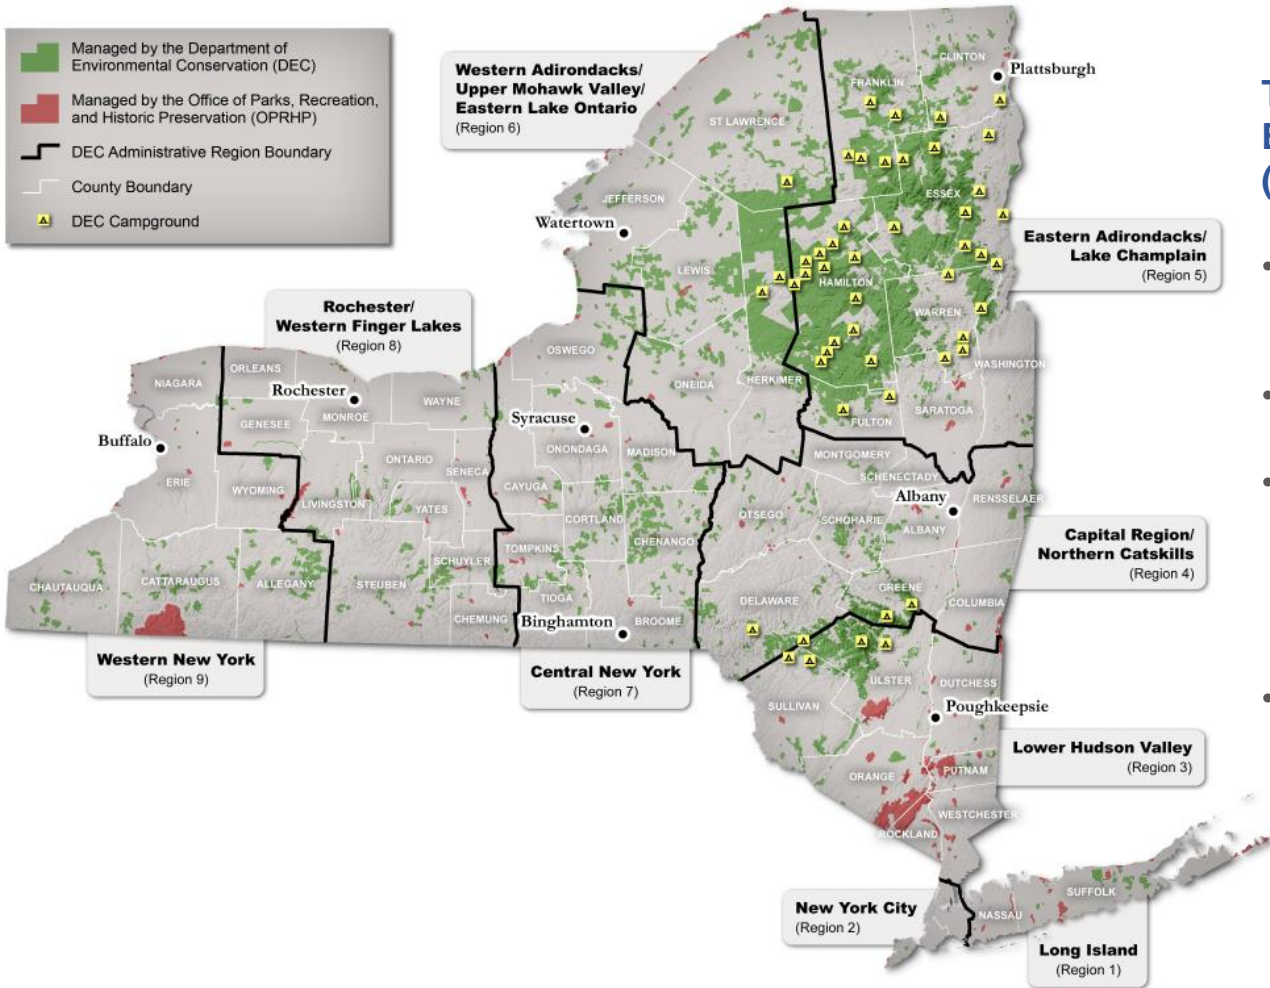 Managed by the Department of
Environmental Conservation (DEC)
Managed by the Office of Parks, Recreation,
and Historic Preservation (OPRHP)
DEC Administrative Region Boundary
County Boundary
DEC Campground
Western Adirondacks/
Upper Mohawk Valley/
Eastern Lake Ontario
(Region 6)
CLINTON
Plattsburgh
FRANKLIN
ST LAWRENCE
ESSEX
JEFFERSON
Watertown
Eastern Adirondacks/
Lake Champlain
(Region 5)
LEWIS
HAMILTON
Rochester/
Western Finger Lakes
(Region 8)
WARREN
OSWEGO
WASHINGTON
ORLEANS
NIAGARA
HERKIMER
ONEIDA
Rochester
WAYNE
SARATOGA
MONROE
Syracuse
FULTON
GENESEE
Buffalo
ONONDAGA
MADISON
MONTGOMERY
ONTARIO
SENECA
SCHENECTADY
ERIE
CAYUGA
WYOMING
Albany
RENSSELAER
LIVINGSTON
YATES
OTSEGO
CORTLAND
SCHOHARIE
ALBANY
Capital Region/
Northern Catskills
(Region 4)
CHENANGO
TOMPKINS
SCHUYLER
CHAUTAUQUA
CATTARAUGUS
ALLEGANY
STEUBEN
GREENE
TIOGA
DELAWARE
COLUMBIA
CHEMUNG
Binghamton
BROOME
Western New York
(Region 9)
Central New York
(Region 7)
ULSTER
DUTCHESS
SULLIVAN
Poughkeepsie
Lower Hudson Valley
(Region 3)
ORANGE
PUTNAM
WESTCHESTER
ROCKLAND
SUFFOLK
New York City
(Region 2)
NASSAU
Long Island
(Region 1)